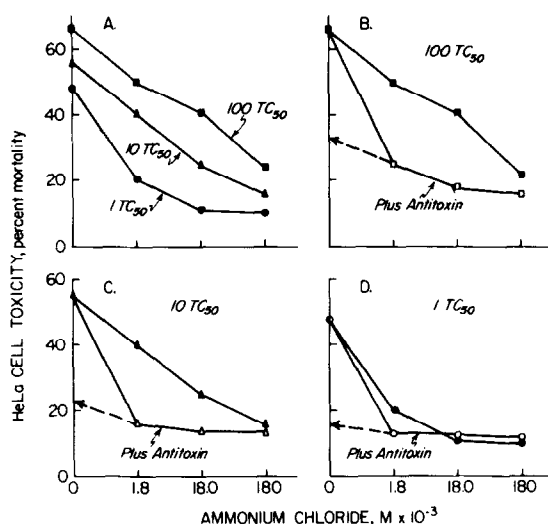 A.
60
40
20
0
100 TC50
10 TC50
1 TC50
B.
100 TC50
Plus Antitoxin
HeLa CELL TOXICITY, percent mortality
C.
60
40
20
0
10 TC50
Plus Antitoxin
0 1.8 18.0 180
D.
1 TC50
Plus Antitoxin
0 1.8 18.0 180
AMMONIUM CHLORIDE, M x 10-3